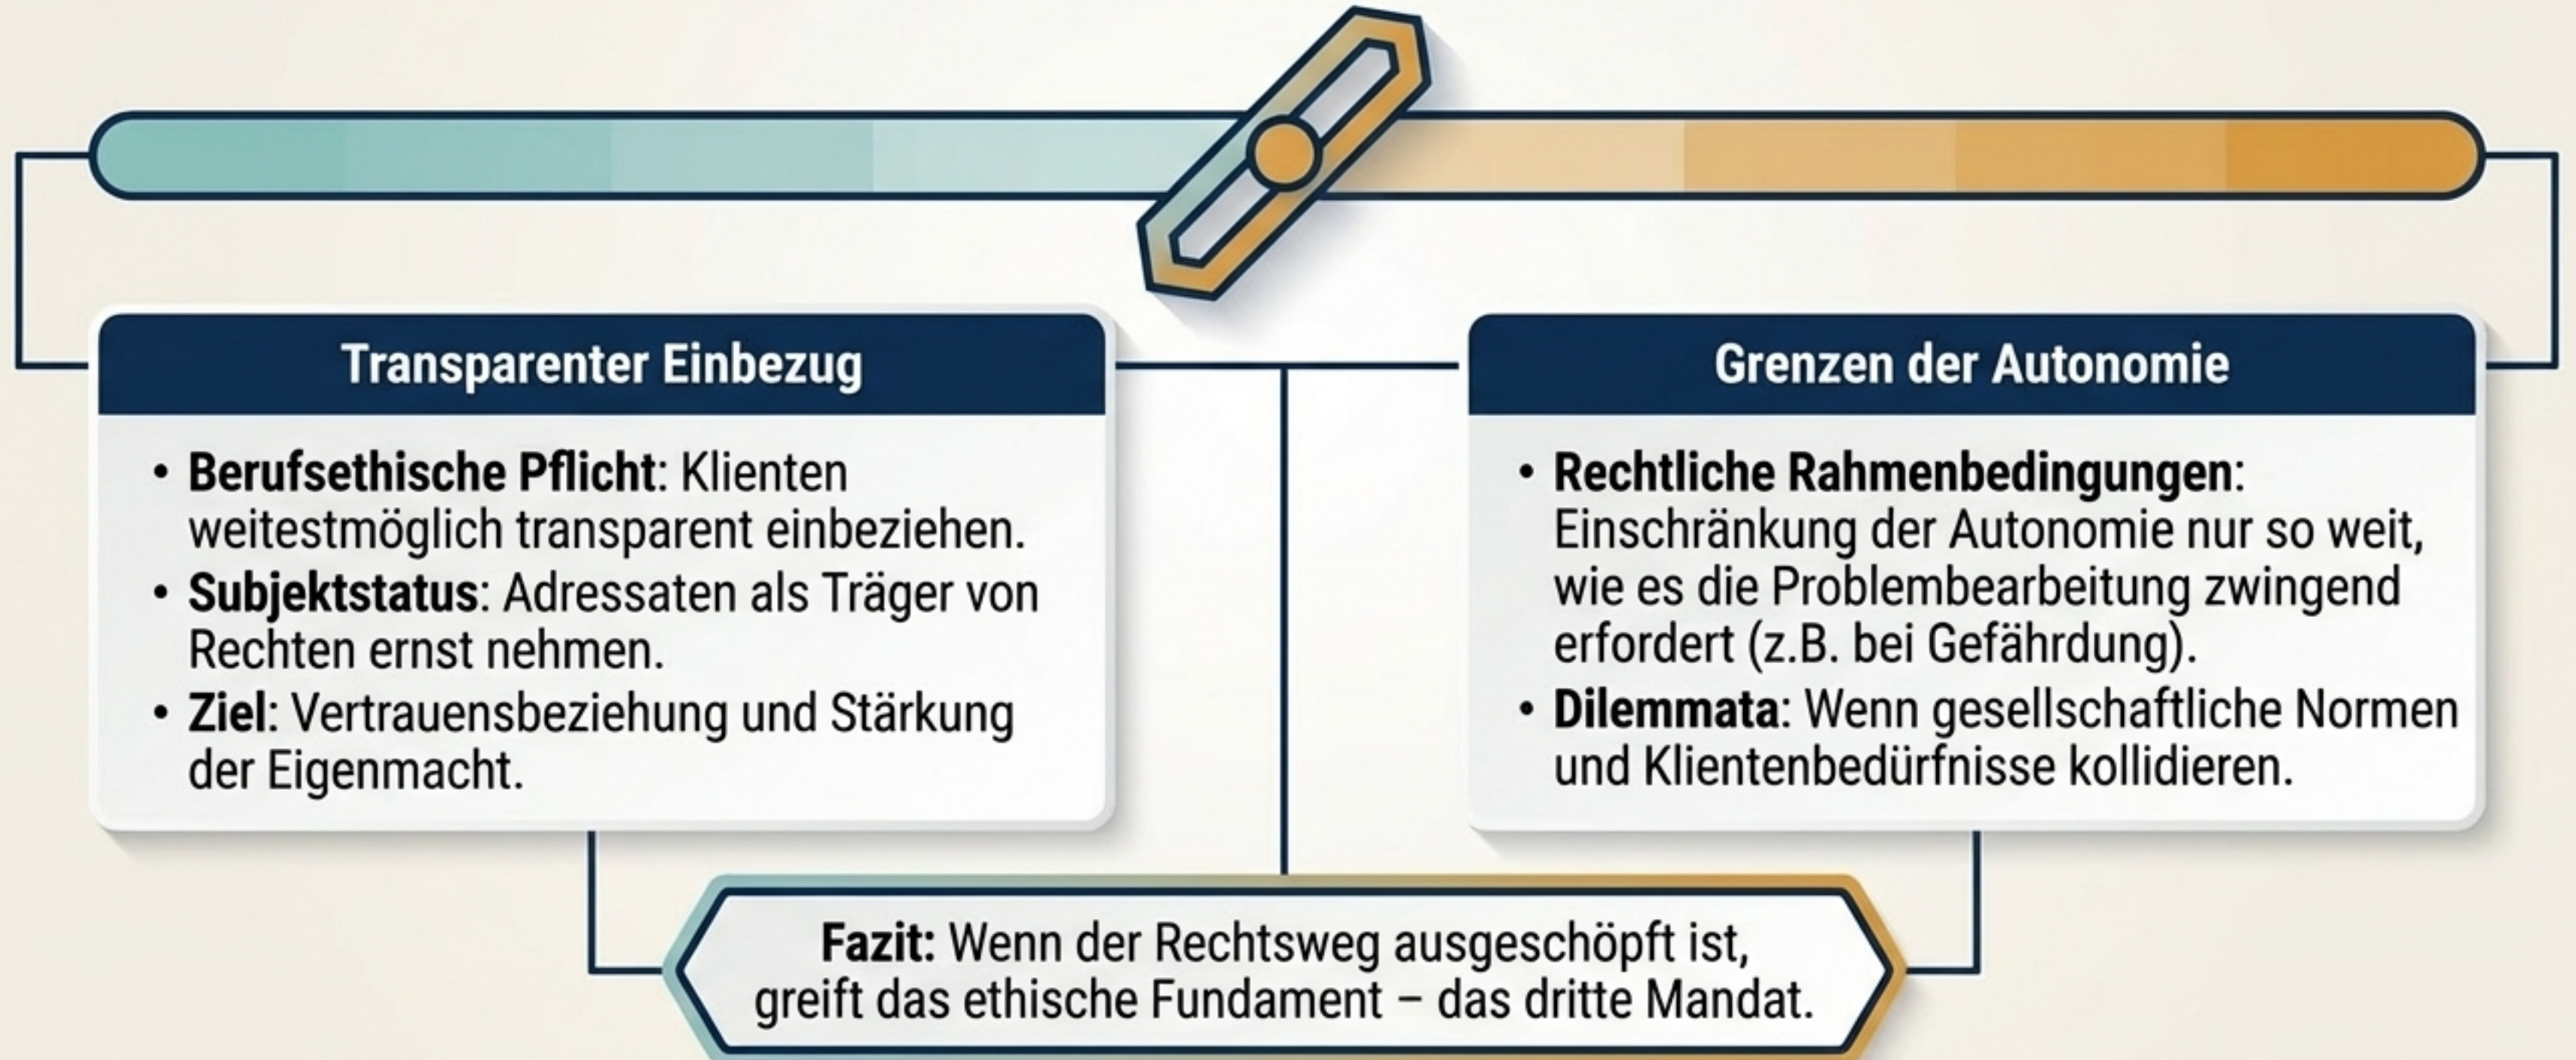 Transparenter Einbezug
• Berufsethische Pflicht: Klienten
weitestmöglich transparent einbeziehen.
• Subjektstatus: Adressaten als Träger von
Rechten ernst nehmen.
• Ziel: Vertrauensbeziehung und Stärkung
der Eigenmacht.
Grenzen der Autonomie
• Rechtliche Rahmenbedingungen:
Einschränkung der Autonomie nur so weit,
wie es die Problembearbeitung zwingend
erfordert (z.B. bei Gefährdung).
• Dilemmata: Wenn gesellschaftliche Normen
und Klientenbedürfnisse kollidieren.
Fazit: Wenn der Rechtsweg ausgeschöpft ist,
greift das ethische Fundament – das dritte Mandat.